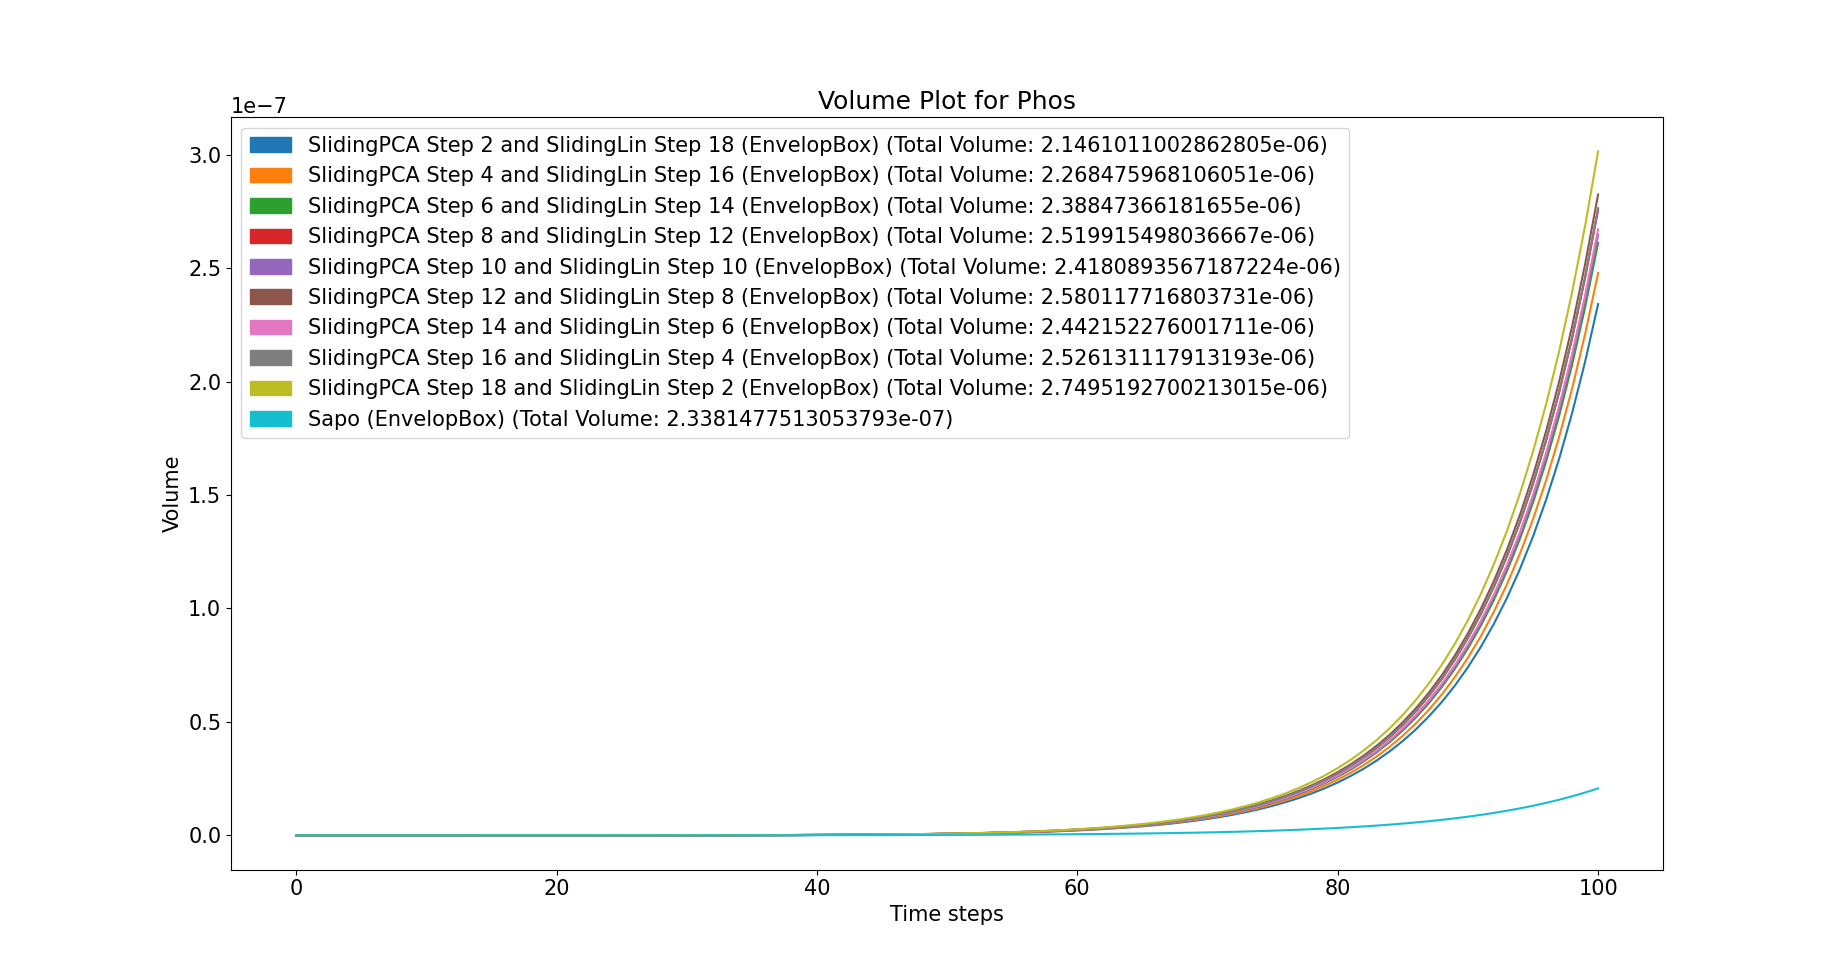 Volume Plot for Phos
1e−7
SlidingPCA Step 2 and SlidingLin Step 18 (EnvelopBox) (Total Volume: 2.1461011002862805e-06)
SlidingPCA Step 4 and SlidingLin Step 16 (EnvelopBox) (Total Volume: 2.268475968106051e-06)
SlidingPCA Step 6 and SlidingLin Step 14 (EnvelopBox) (Total Volume: 2.38847366181655e-06)
SlidingPCA Step 8 and SlidingLin Step 12 (EnvelopBox) (Total Volume: 2.519915498036667e-06)
SlidingPCA Step 10 and SlidingLin Step 10 (EnvelopBox) (Total Volume: 2.4180893567187224e-06)
SlidingPCA Step 12 and SlidingLin Step 8 (EnvelopBox) (Total Volume: 2.580117716803731e-06)
SlidingPCA Step 14 and SlidingLin Step 6 (EnvelopBox) (Total Volume: 2.442152276001711e-06)
SlidingPCA Step 16 and SlidingLin Step 4 (EnvelopBox) (Total Volume: 2.526131117913193e-06)
SlidingPCA Step 18 and SlidingLin Step 2 (EnvelopBox) (Total Volume: 2.7495192700213015e-06)
Sapo (EnvelopBox) (Total Volume: 2.3381477513053793e-07)
3.0
2.5
2.0
1.5
1.0
0.5
0.0
Volume
0 20 40 60 80 100
Time steps